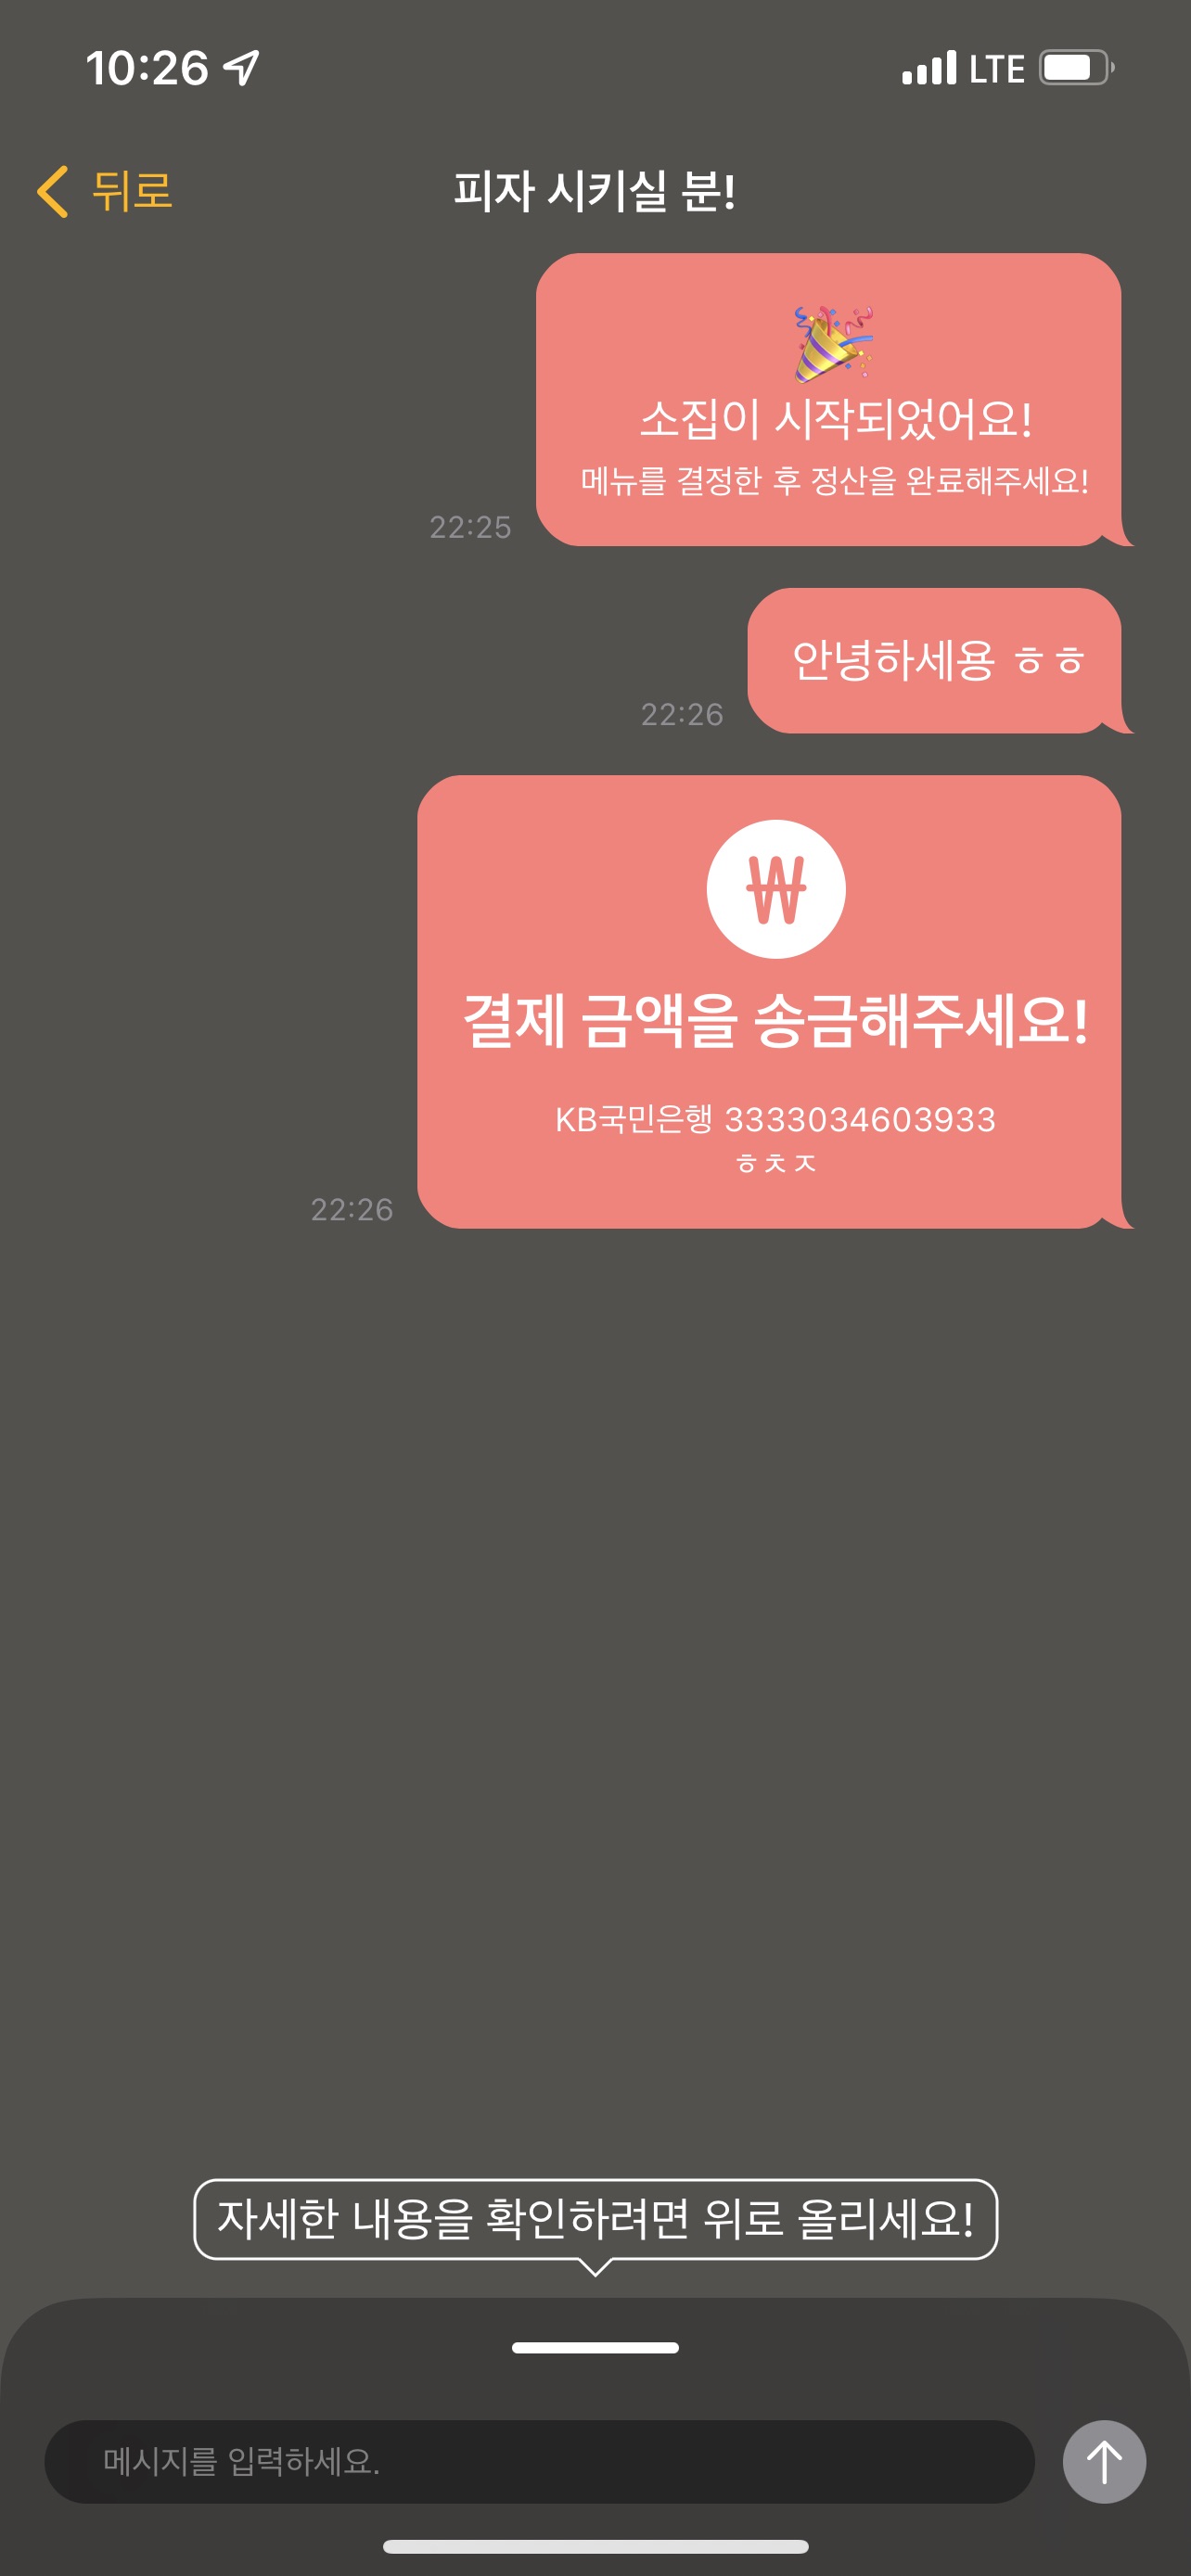 10:26
LTE
뒤로
피자 시키실 분!
소집이 시작되었어요!
메뉴를 결정한 후 정산을 완료해주세요!
22:25
안녕하세용 ㅎㅎ
22:26
₩
결제 금액을 송금해주세요!
KB국민은행 3333034603933
ㅎㅊㅈ
22:26
자세한 내용을 확인하려면 위로 올리세요!
메시지를 입력하세요.